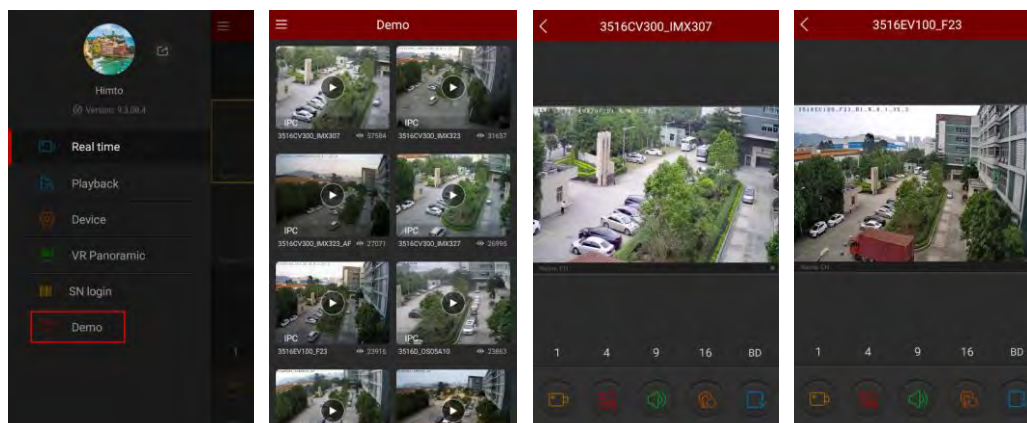 Himto
Version: 9.3.08.4
Real time
Playback
Device
VR Panoramic
SN login
Demo
1
Demo
IPC
3516CV300_IMX307 57584
IPC
3516CV300_IMX323 31637
IPC
3516CV300_IMX323_AF 27071
IPC
3516CV300_IMX327 26995
IPC
3516EV100_F23 23916
IPC
3516D_OS05A10 23863
3516CV300_IMX307
1 4 9 16 BD
3516EV100_F23
1 4 9 16 BD